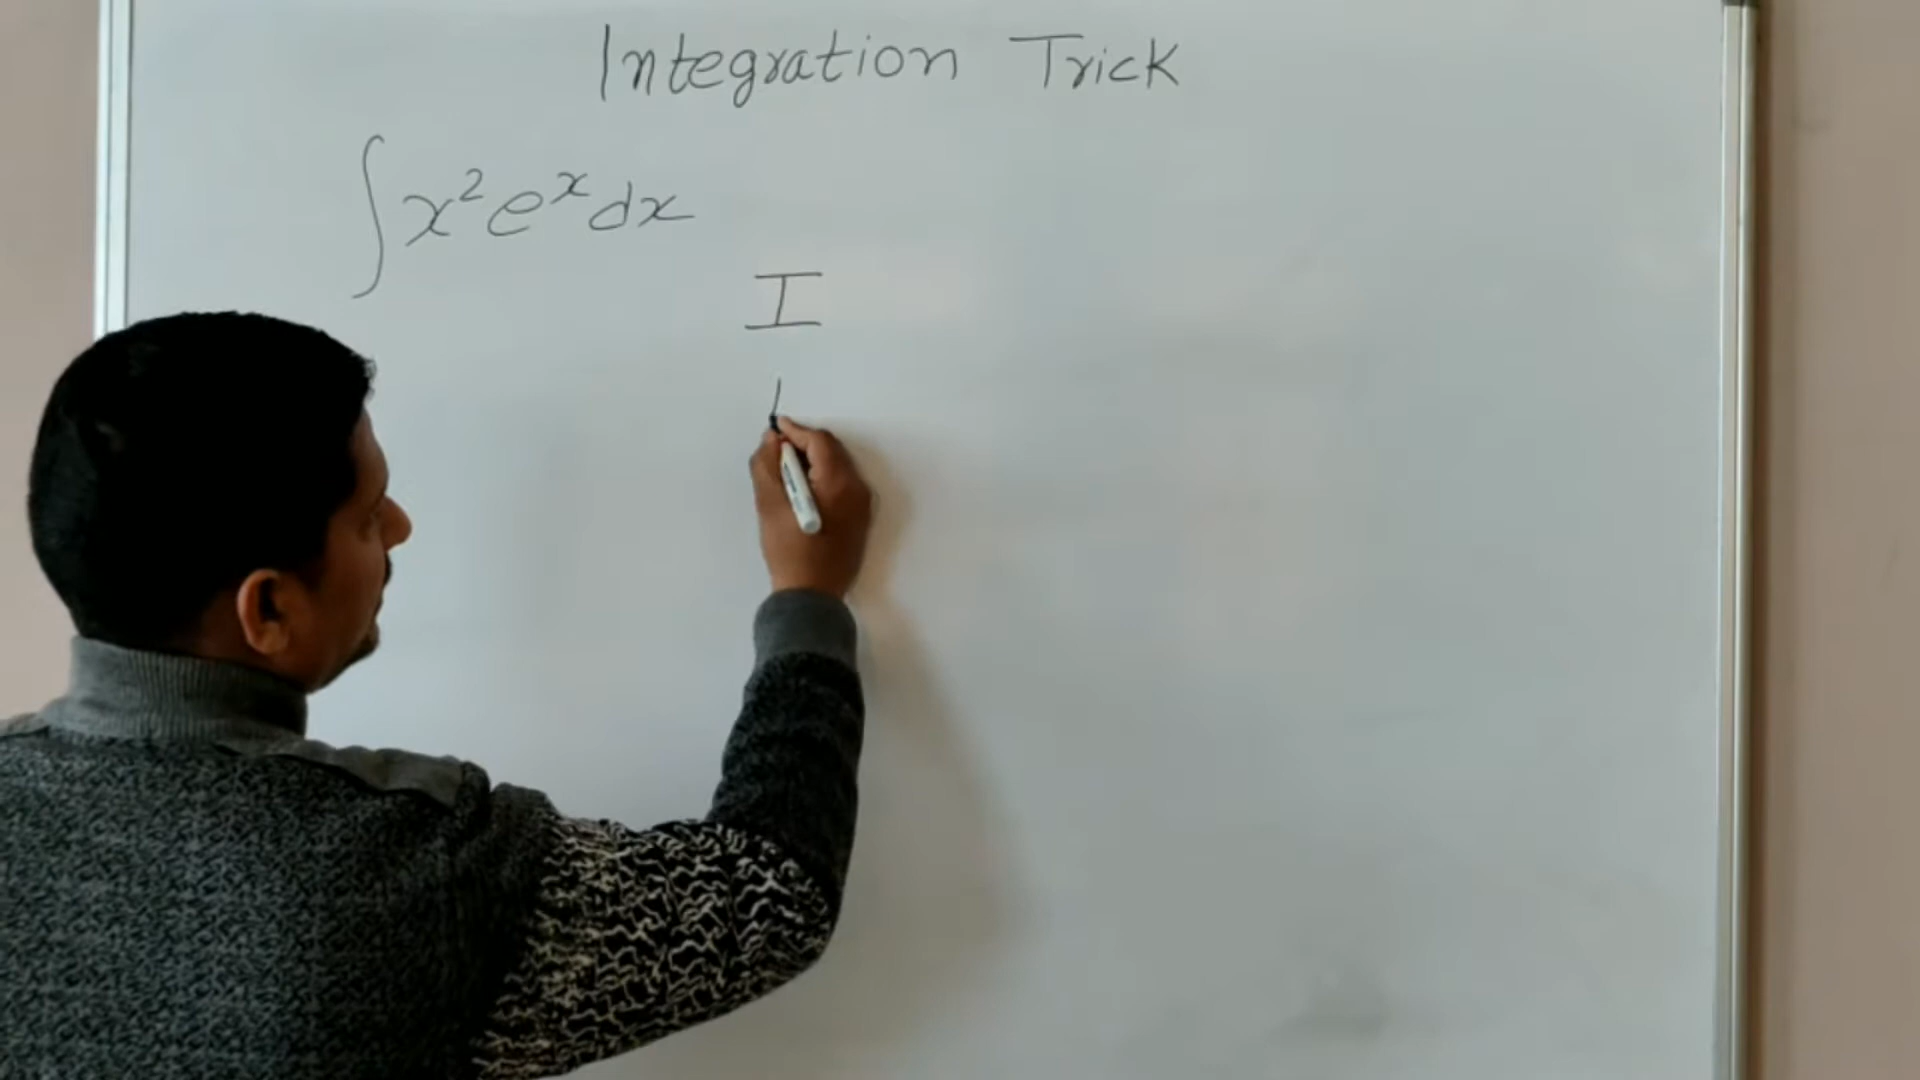 Integration Trick
∫x²eˣdx
I